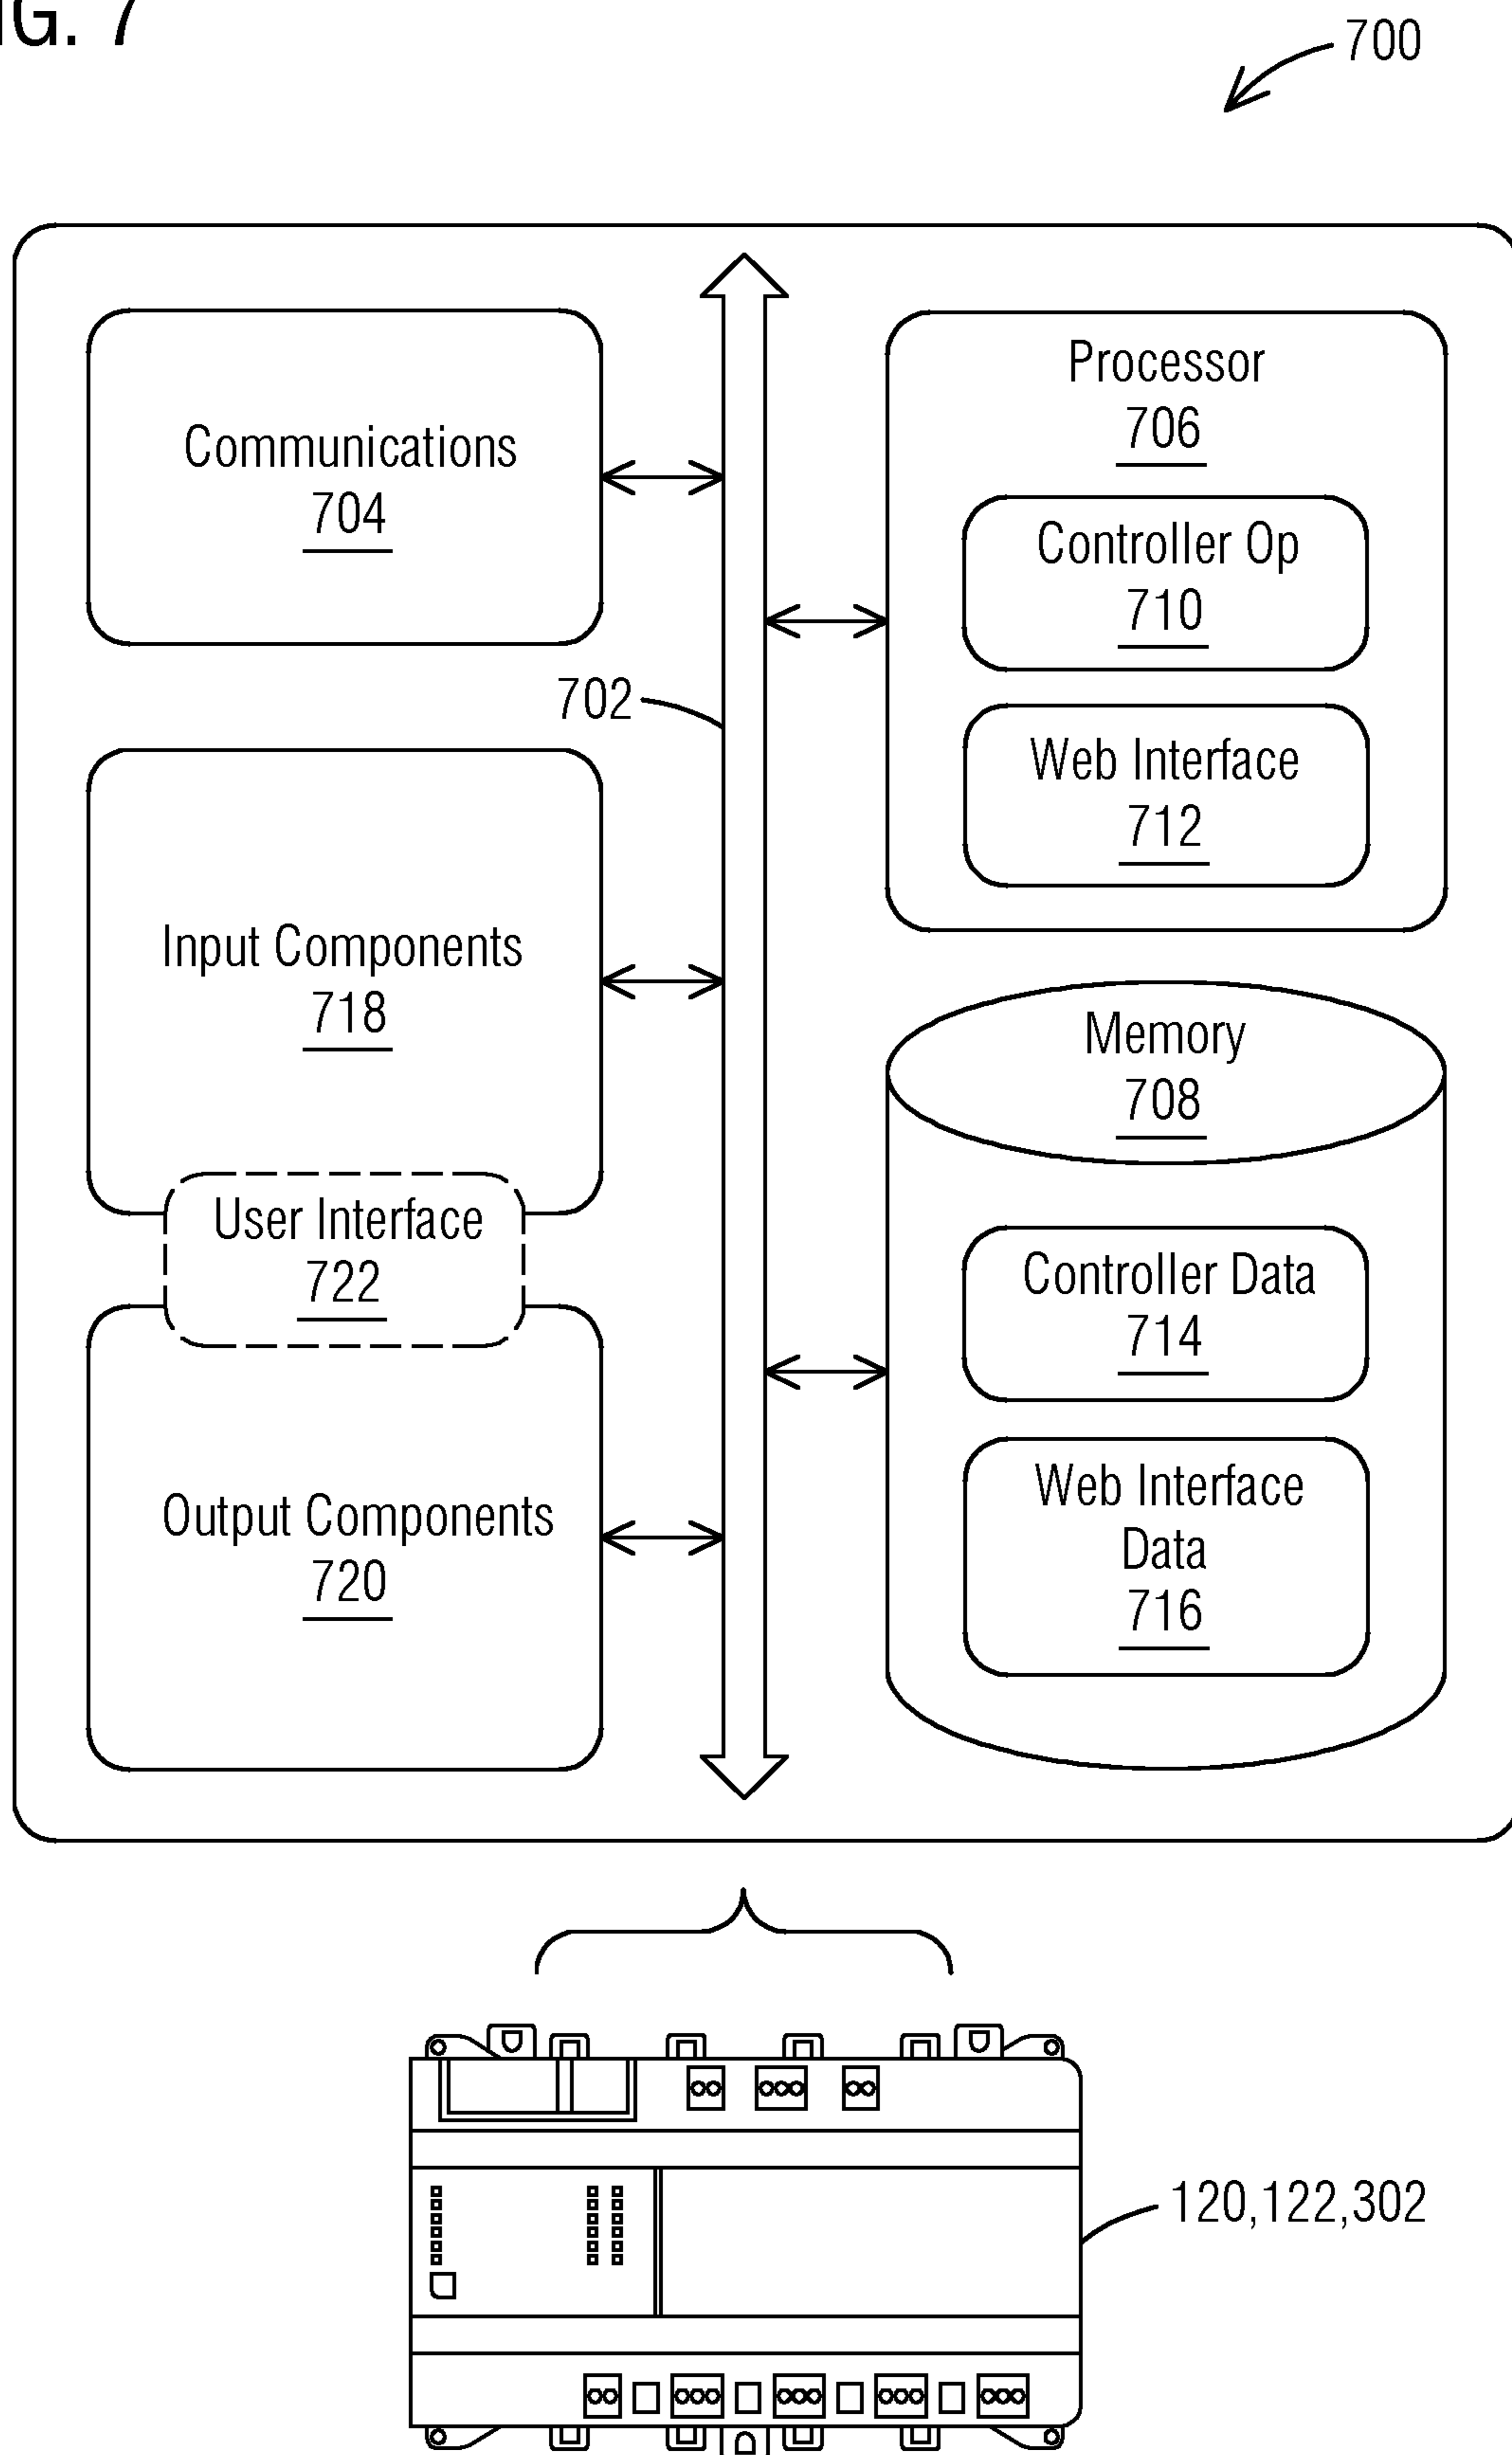 IG. 7
700
Communications
704
Processor
706
Controller Op
710
702
Web Interface
712
Input Components
718
Memory
708
User Interface
722
Controller Data
714
Output Components
720
Web Interface
Data
716
120,122,302